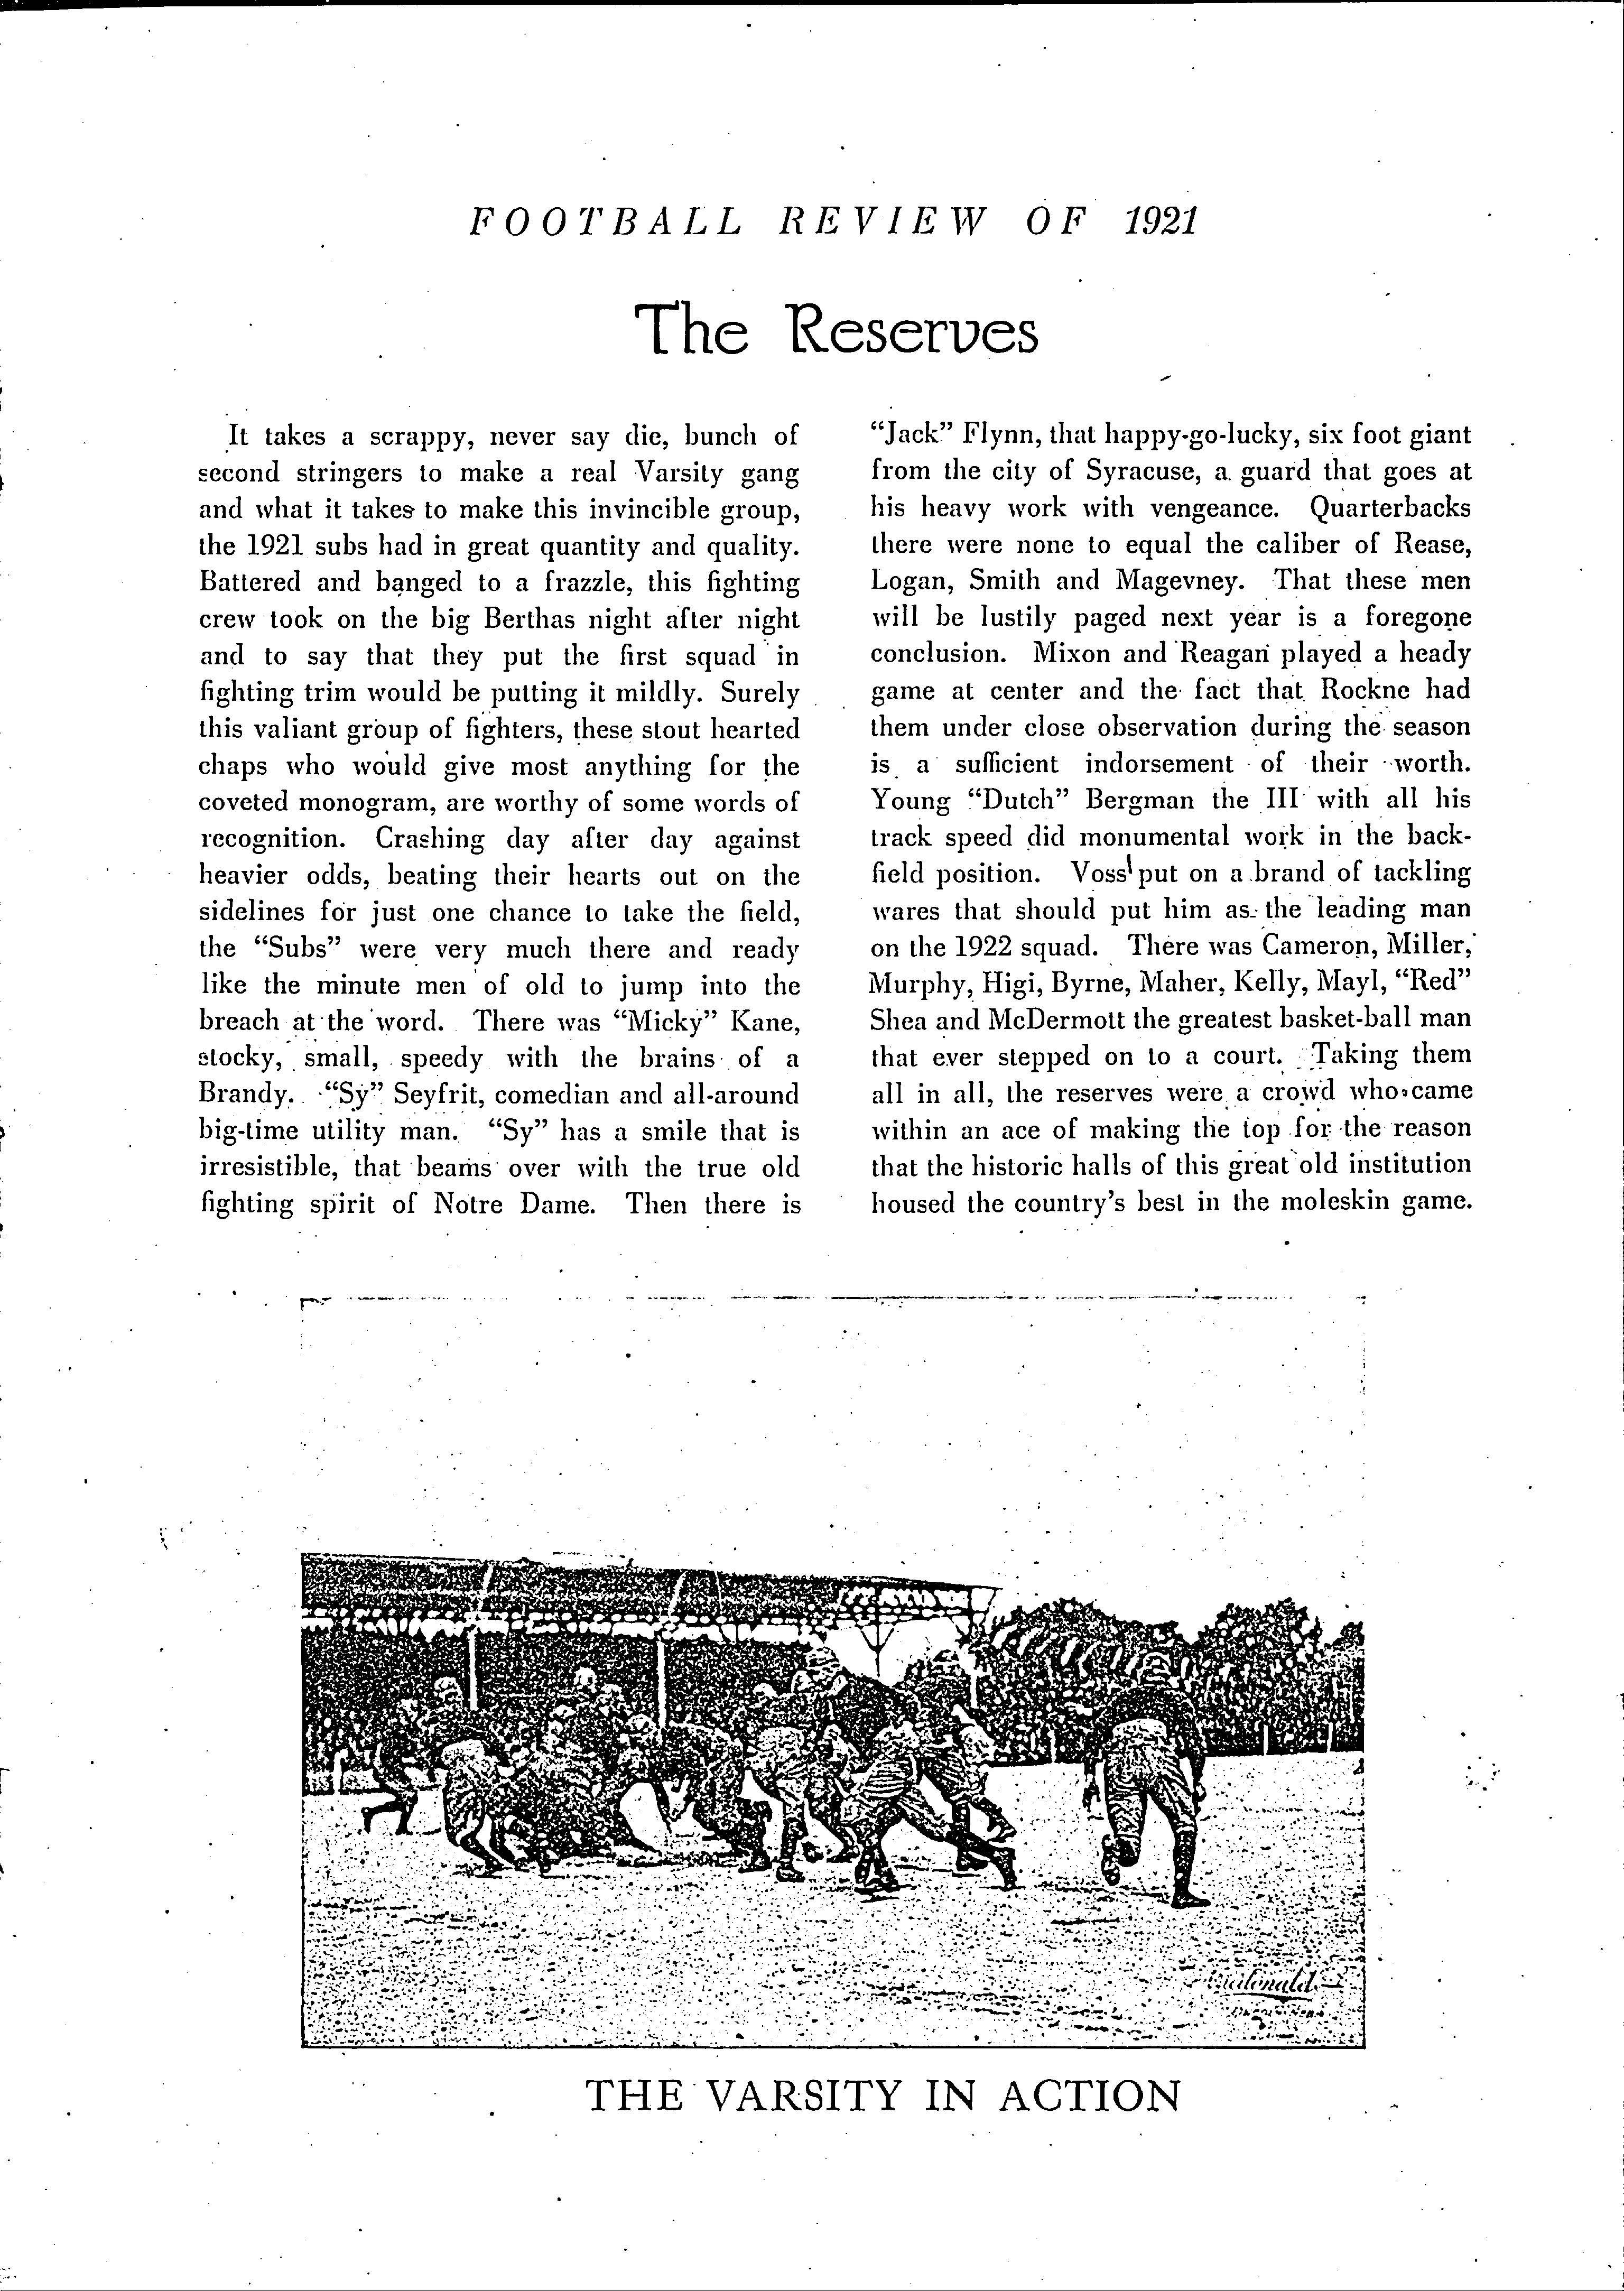 FOOTBALL REVIEW OF 1921
The Reserves
It takes a scrappy, never say die, bunch of
second stringers to make a real Varsity gang
and what it takes to make this invincible group,
the 1921 subs had in great quantity and quality.
Battered and banged to a frazzle, this fighting
crew took on the big Berthas night after night
and to say that they put the first squad in
fighting trim would be putting it mildly. Surely
this valiant group of fighters, these stout hearted
chaps who would give most anything for the
coveted monogram, are worthy of some words of
recognition. Crashing day after day against
heavier odds, beating their hearts out on the
sidelines for just one chance to take the field,
the “Subs” were very much there and ready
like the minute men of old to jump into the
breach at the word. There was “Micky” Kane,
stocky, small, speedy with the brains of a
Brandy. “Sy” Seyfrit, comedian and all-around
big-time utility man. “Sy” has a smile that is
irresistible, that beams over with the true old
fighting spirit of Notre Dame. Then there is
“Jack” Flynn, that happy-go-lucky, six foot giant
from the city of Syracuse, a guard that goes at
his heavy work with vengeance. Quarterbacks
there were none to equal the caliber of Rease,
Logan, Smith and Magevney. That these men
will be lustily paged next year is a foregone
conclusion. Mixon and Reagan played a heady
game at center and the fact that Rockne had
them under close observation during the season
is a sufficient indorsement of their worth.
Young “Dutch” Bergman the III with all his
track speed did monumental work in the back-
field position. Voss put on a brand of tackling
wares that should put him as the leading man
on the 1922 squad. There was Cameron, Miller,
Murphy, Higi, Byrne, Maher, Kelly, Mayl, “Red”
Shea and McDermott the greatest basket-ball man
that ever stepped on to a court. Taking them
all in all, the reserves were a crowd who came
within an ace of making the top for the reason
that the historic halls of this great old institution
housed the country’s best in the moleskin game.
THE VARSITY IN ACTION